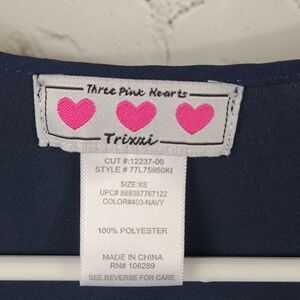 Three Pink Hearts
Trixxi
CUT #:12237-00
STYLE # 77L75950KI
SIZE:XS
UPC# 889387767122
COLOR#403-NAVY
100% POLYESTER
MADE IN CHINA
RN# 106289
SEE REVERSE FOR CARE